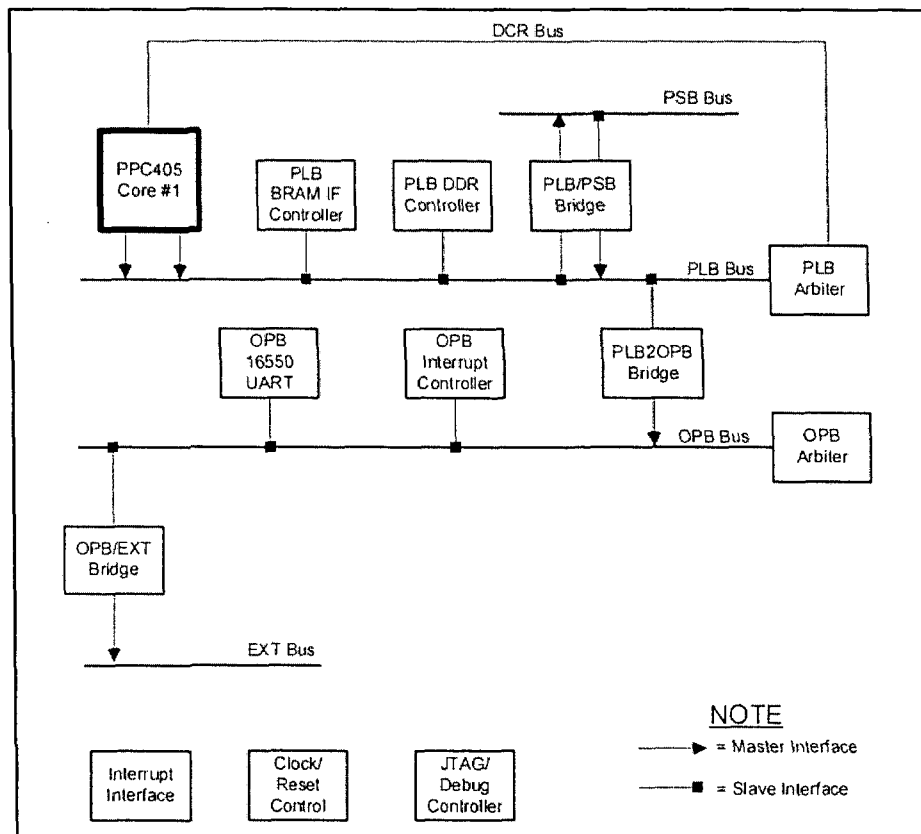 DCR Bus
PSB Bus
PPC405
Core #1
PLB
BRAM IF
Controller
PLB DDR
Controller
PLB/PSB
Bridge
PLB Bus
PLB
Arbiter
OPB
16550
UART
OPB
Interrupt
Controller
PLB2OPB
Bridge
OPB Bus
OPB
Arbiter
OPB/EXT
Bridge
EXT Bus
NOTE
= Master Interface
= Slave Interface
Interrupt
Interface
Clock/
Reset
Control
JTAG/
Debug
Controller